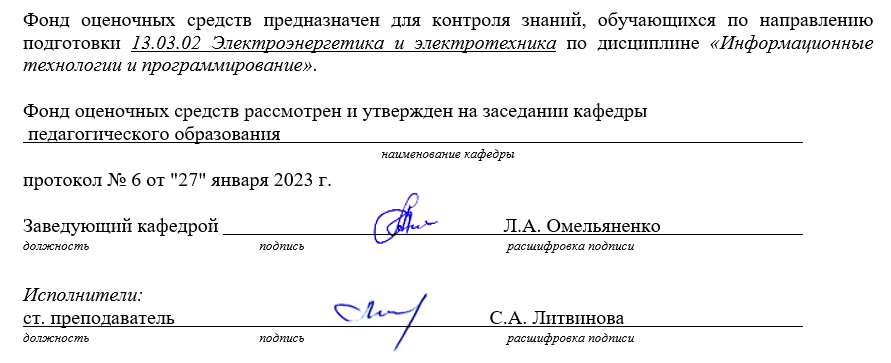 Фонд оценочных средств предназначен для контроля знаний, обучающихся по направлению
подготовки 13.03.02 Электроэнергетика и электротехника по дисциплине «Информационные
технологии и программирование».
Фонд оценочных средств рассмотрен и утвержден на заседании кафедры
педагогического образования
наименование кафедры
протокол № 6 от "27" января 2023 г.
Заведующий кафедрой Л.А. Омельяненко
должность подпись расшифровка подписи
Исполнители:
ст. преподаватель С.А. Литвинова
должность подпись расшифровка подписи